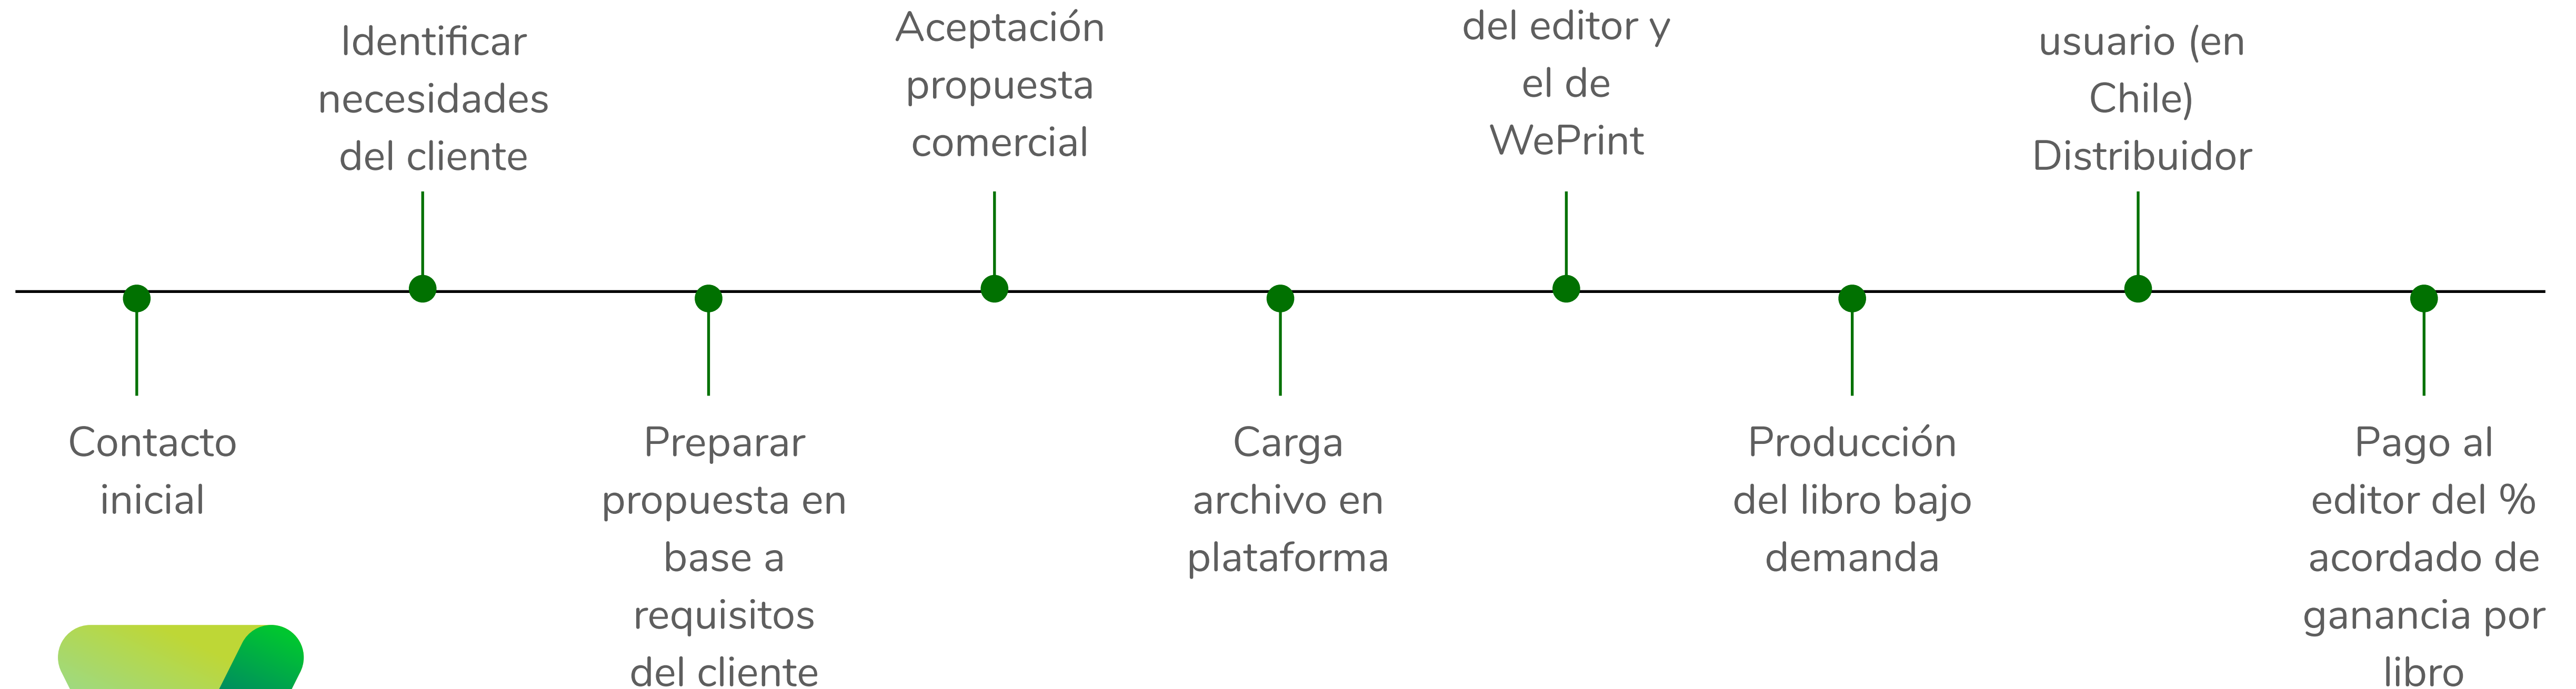 Contacto
inicial
Identificar
necesidades
del cliente
Preparar
propuesta en
base a
requisitos
del cliente
Aceptación
propuesta
comercial
Carga
archivo en
plataforma
del editor y
el de
WePrint
Producción
del libro bajo
demanda
usuario (en
Chile)
Distribuidor
Pago al
editor del %
acordado de
ganancia por
libro